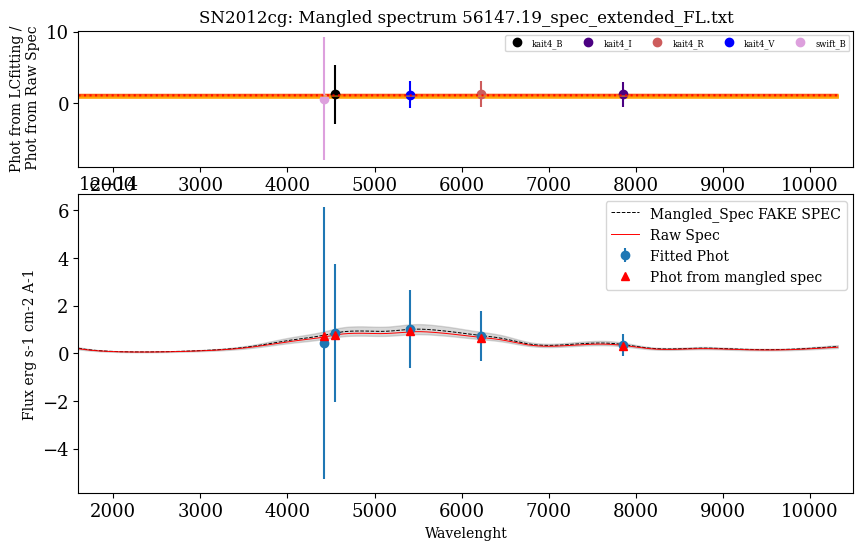 SN2012cg: Mangled spectrum 56147.19_spec_extended_FL.txt
Phot from LCfitting /
Phot from Raw Spec
10
0
kait4_B kait4_I kait4_R kait4_V swift_B
2000 3000 4000 5000 6000 7000 8000 9000 10000
1e−14
6
4
2
0
−2
−4
Flux erg s-1 cm-2 A-1
Mangled_Spec FAKE SPEC
Raw Spec
Fitted Phot
Phot from mangled spec
2000 3000 4000 5000 6000 7000 8000 9000 10000
Wavelenght